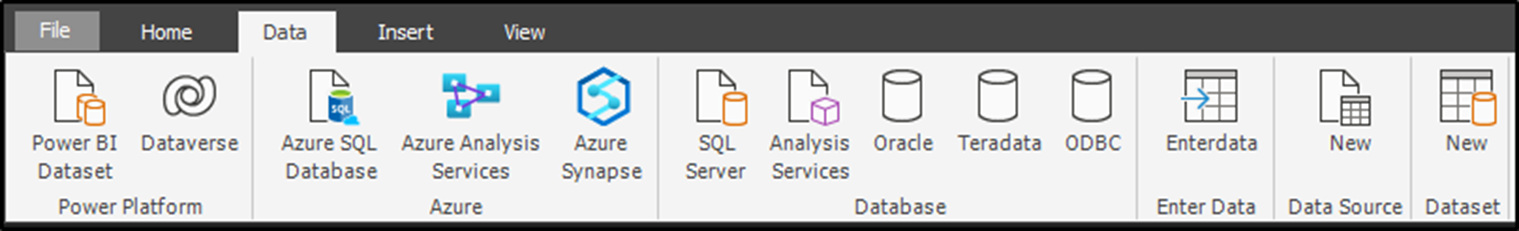 File Home Data Insert View
Power BI Dataverse Azure SQL Azure Analysis Azure SQL Analysis Oracle Teradata ODBC Enterdata New New
Dataset Database Services Synapse Server Services
Power Platform Azure Database Enter Data Data Source Dataset
SQL